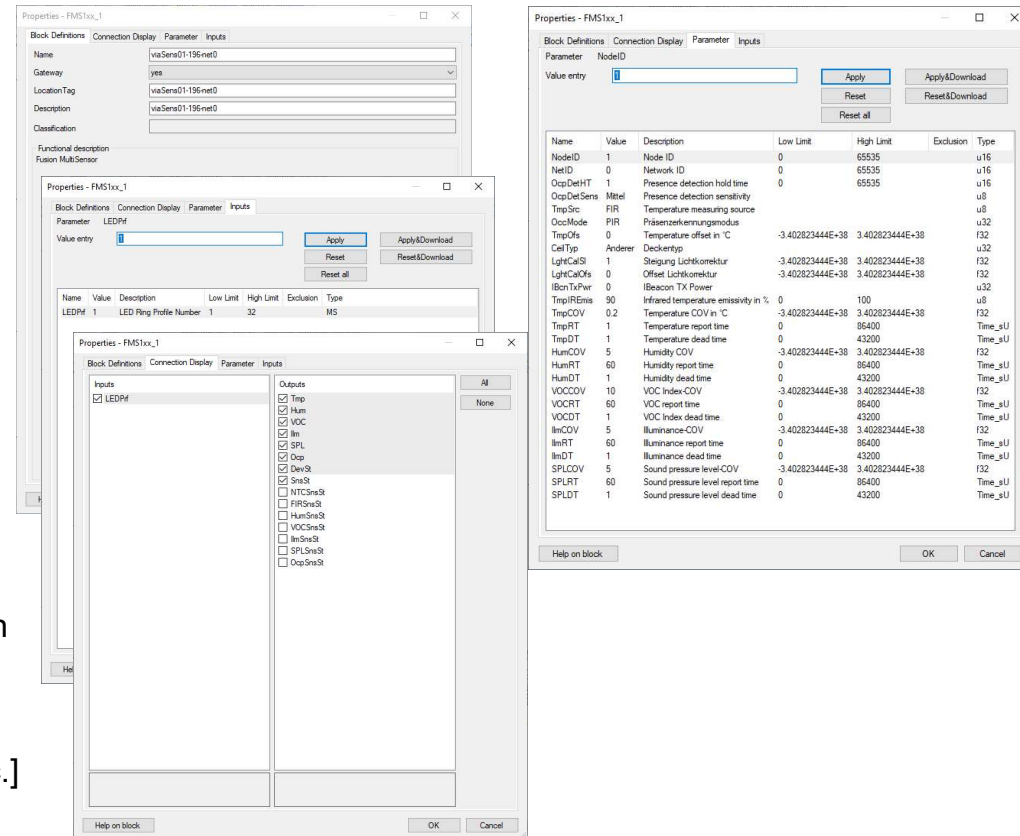 Properties - FMS1xx_1
Block Definitions Connection Display Parameter Inputs
Name viaSens01-196-net0
Gateway yes
LocationTag viaSens01-196-net0
Description viaSens01-196-net0
Classification
Functional description
Fusion MultiSensor
Properties - FMS1xx_1
Block Definitions Connection Display Parameter Inputs
Parameter LEDPrf
Value entry 1 Apply Apply&Download
Reset Reset&Download
Reset all
Name Value Description Low Limit High Limit Exclusion Type
LEDPrf 1 LED Ring Profile Number 1 32 MS
Hel
Properties - FMS1xx_1
Block Definitions Connection Display Parameter Inputs
Inputs Outputs All
LEDPrf Tmp None
Hum
VOC
Ilm
SPL
Ocp
DevSt
SnsSt
NTCSnsSt
FIRSnsSt
HumSnsSt
VOCSnsSt
IlmSnsSt
SPLSnsSt
OcpSnsSt
Help on block OK Cancel
.]
Properties - FMS1xx_1
Block Definitions Connection Display Parameter Inputs
Parameter NodeID
Value entry 1 Apply Apply&Download
Reset Reset&Download
Reset all
Name Value Description Low Limit High Limit Exclusion Type
NodeID 1 Node ID 0 65535 u16
NetID 0 Network ID 0 65535 u16
OcpDetHT 1 Presence detection hold time 0 65535 u16
OcpDetSens Mittel Presence detection sensitivity u8
TmpSrc FIR Temperature measuring source u8
OccMode PIR Präsenzerkennungsmodus u32
TmpOfs 0 Temperature offset in °C -3.402823444E+38 3.402823444E+38 f32
CeilTyp Anderer Deckentyp u32
LghtCalSl 1 Steigung Lichtkorrektur -3.402823444E+38 3.402823444E+38 f32
LghtCalOfs 0 Offset Lichtkorrektur -3.402823444E+38 3.402823444E+38 f32
IBcnTxPwr 0 IBeacon TX Power u32
TmpIREmis 90 Infrared temperature emissivity in % 0 100 u8
TmpCOV 0.2 Temperature COV in °C -3.402823444E+38 3.402823444E+38 f32
TmpRT 1 Temperature report time 0 86400 Time_sU
TmpDT 1 Temperature dead time 0 43200 Time_sU
HumCOV 5 Humidity COV -3.402823444E+38 3.402823444E+38 f32
HumRT 60 Humidity report time 0 86400 Time_sU
HumDT 1 Humidity dead time 0 43200 Time_sU
VOCCOV 10 VOC Index-COV -3.402823444E+38 3.402823444E+38 f32
VOCRT 60 VOC report time 0 86400 Time_sU
VOCDT 1 VOC Index dead time 0 43200 Time_sU
IlmCOV 5 Illuminance-COV -3.402823444E+38 3.402823444E+38 f32
IlmRT 60 Illuminance report time 0 86400 Time_sU
IlmDT 1 Illuminance dead time 0 43200 Time_sU
SPLCOV 5 Sound pressure level-COV -3.402823444E+38 3.402823444E+38 f32
SPLRT 60 Sound pressure level report time 0 86400 Time_sU
SPLDT 1 Sound pressure level dead time 0 43200 Time_sU
Help on block OK Cancel